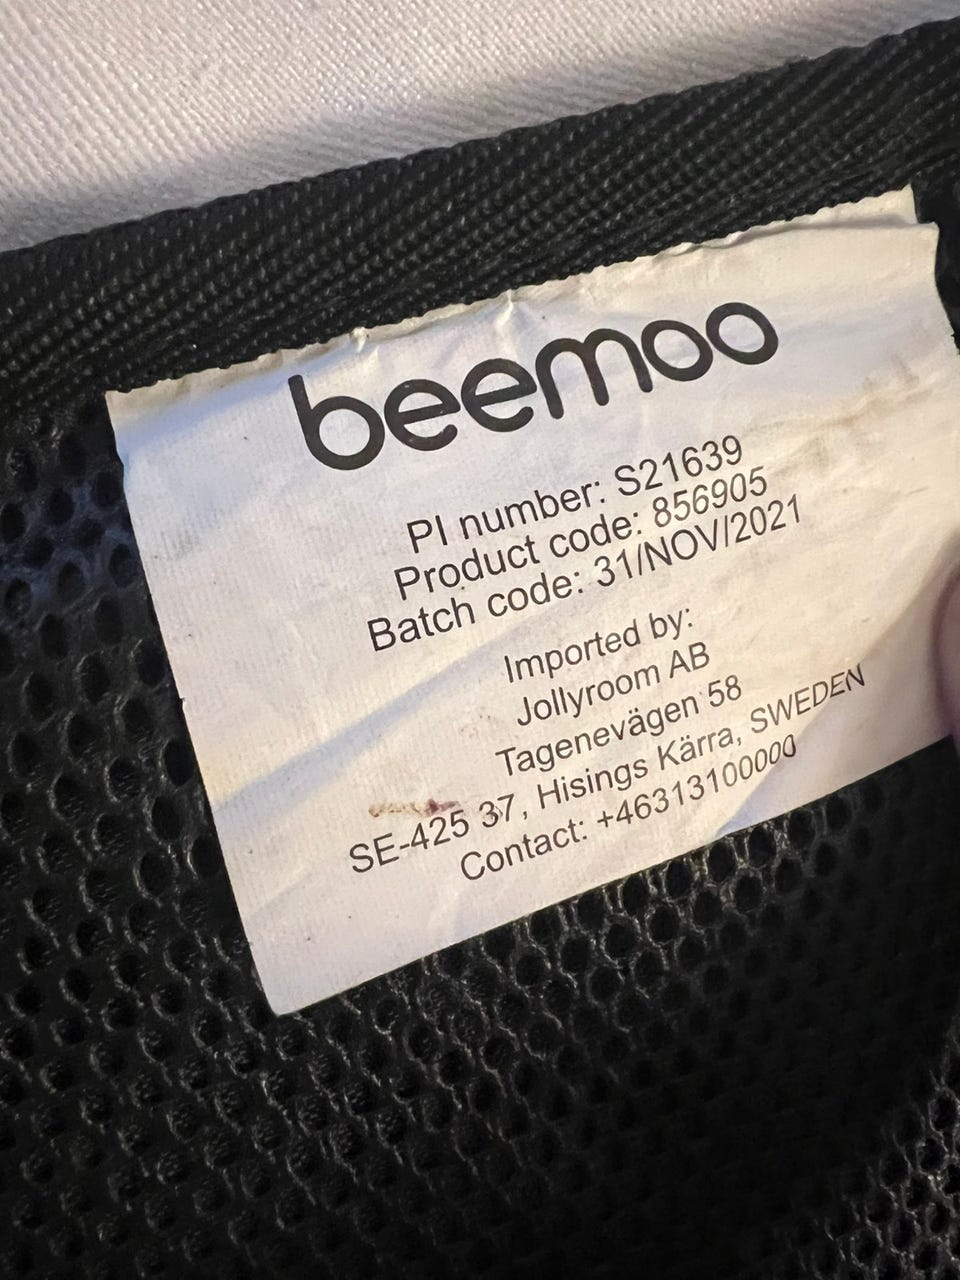 beemoo
PI number: S21639
Product code: 856905
Batch code: 31/NOV/2021
Imported by:
Jollyroom AB
Tagenevägen 58
SE-425 37, Hisings Kärra, SWEDEN
Contact: +46313100000